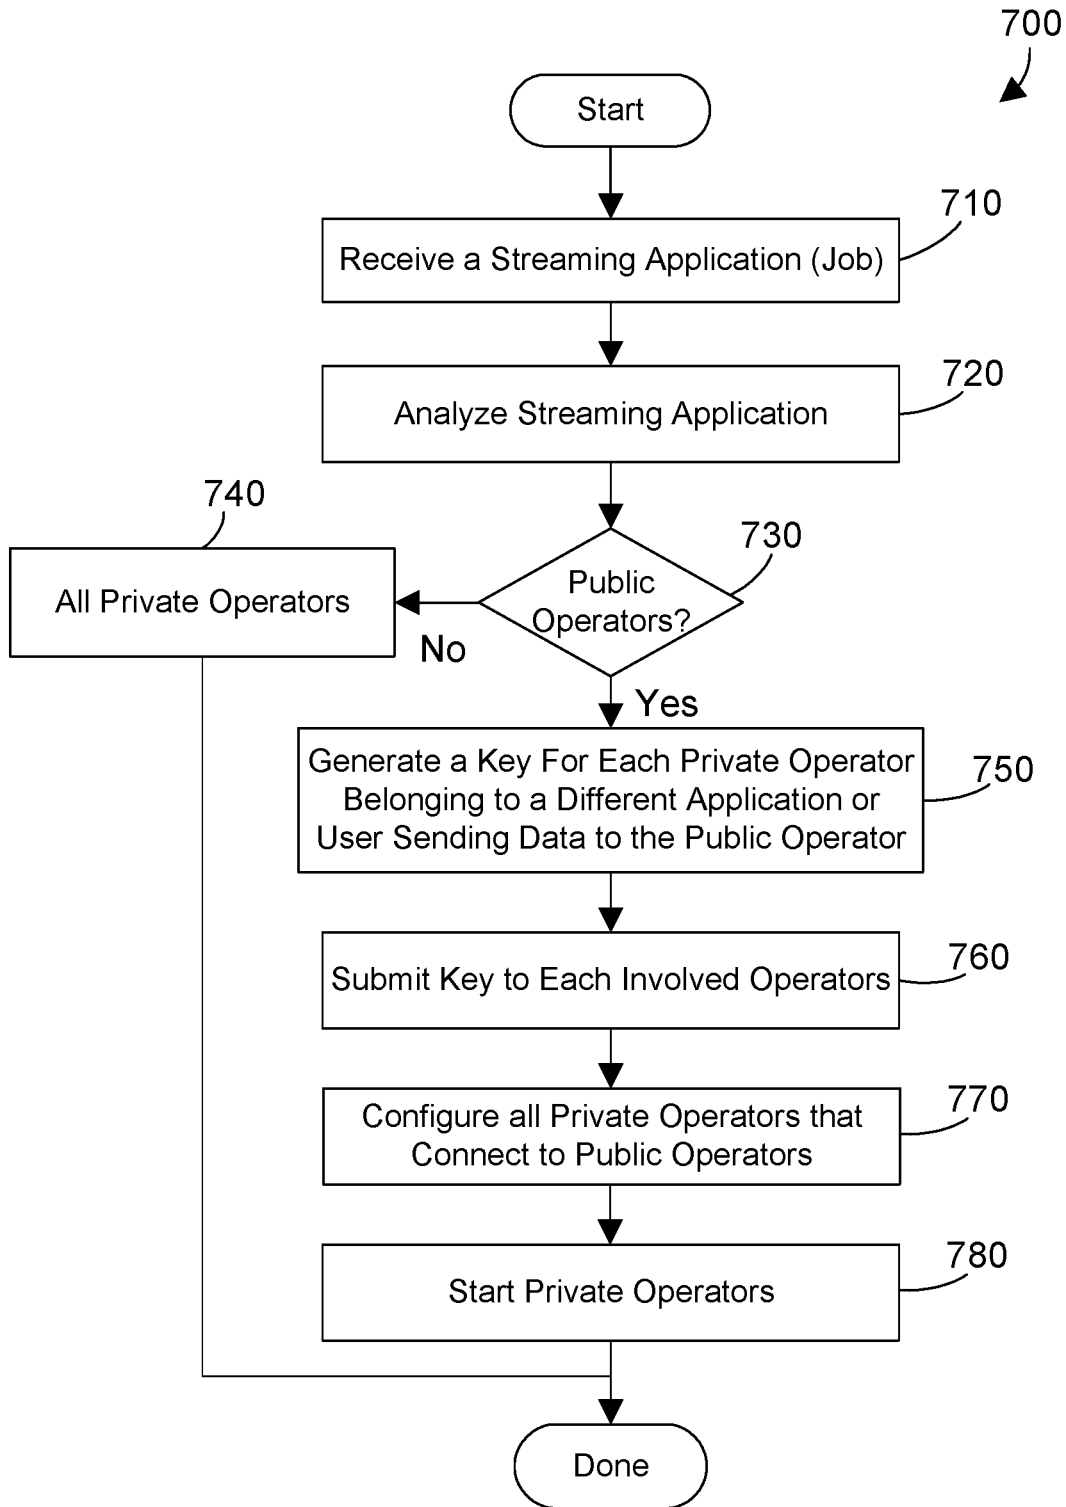 700
Start
710
Receive a Streaming Application (Job)
720
Analyze Streaming Application
740
730
All Private Operators
Public
Operators?
No
Yes
Generate a Key For Each Private Operator
Belonging to a Different Application or
User Sending Data to the Public Operator
750
760
Submit Key to Each Involved Operators
770
Configure all Private Operators that
Connect to Public Operators
780
Start Private Operators
Done